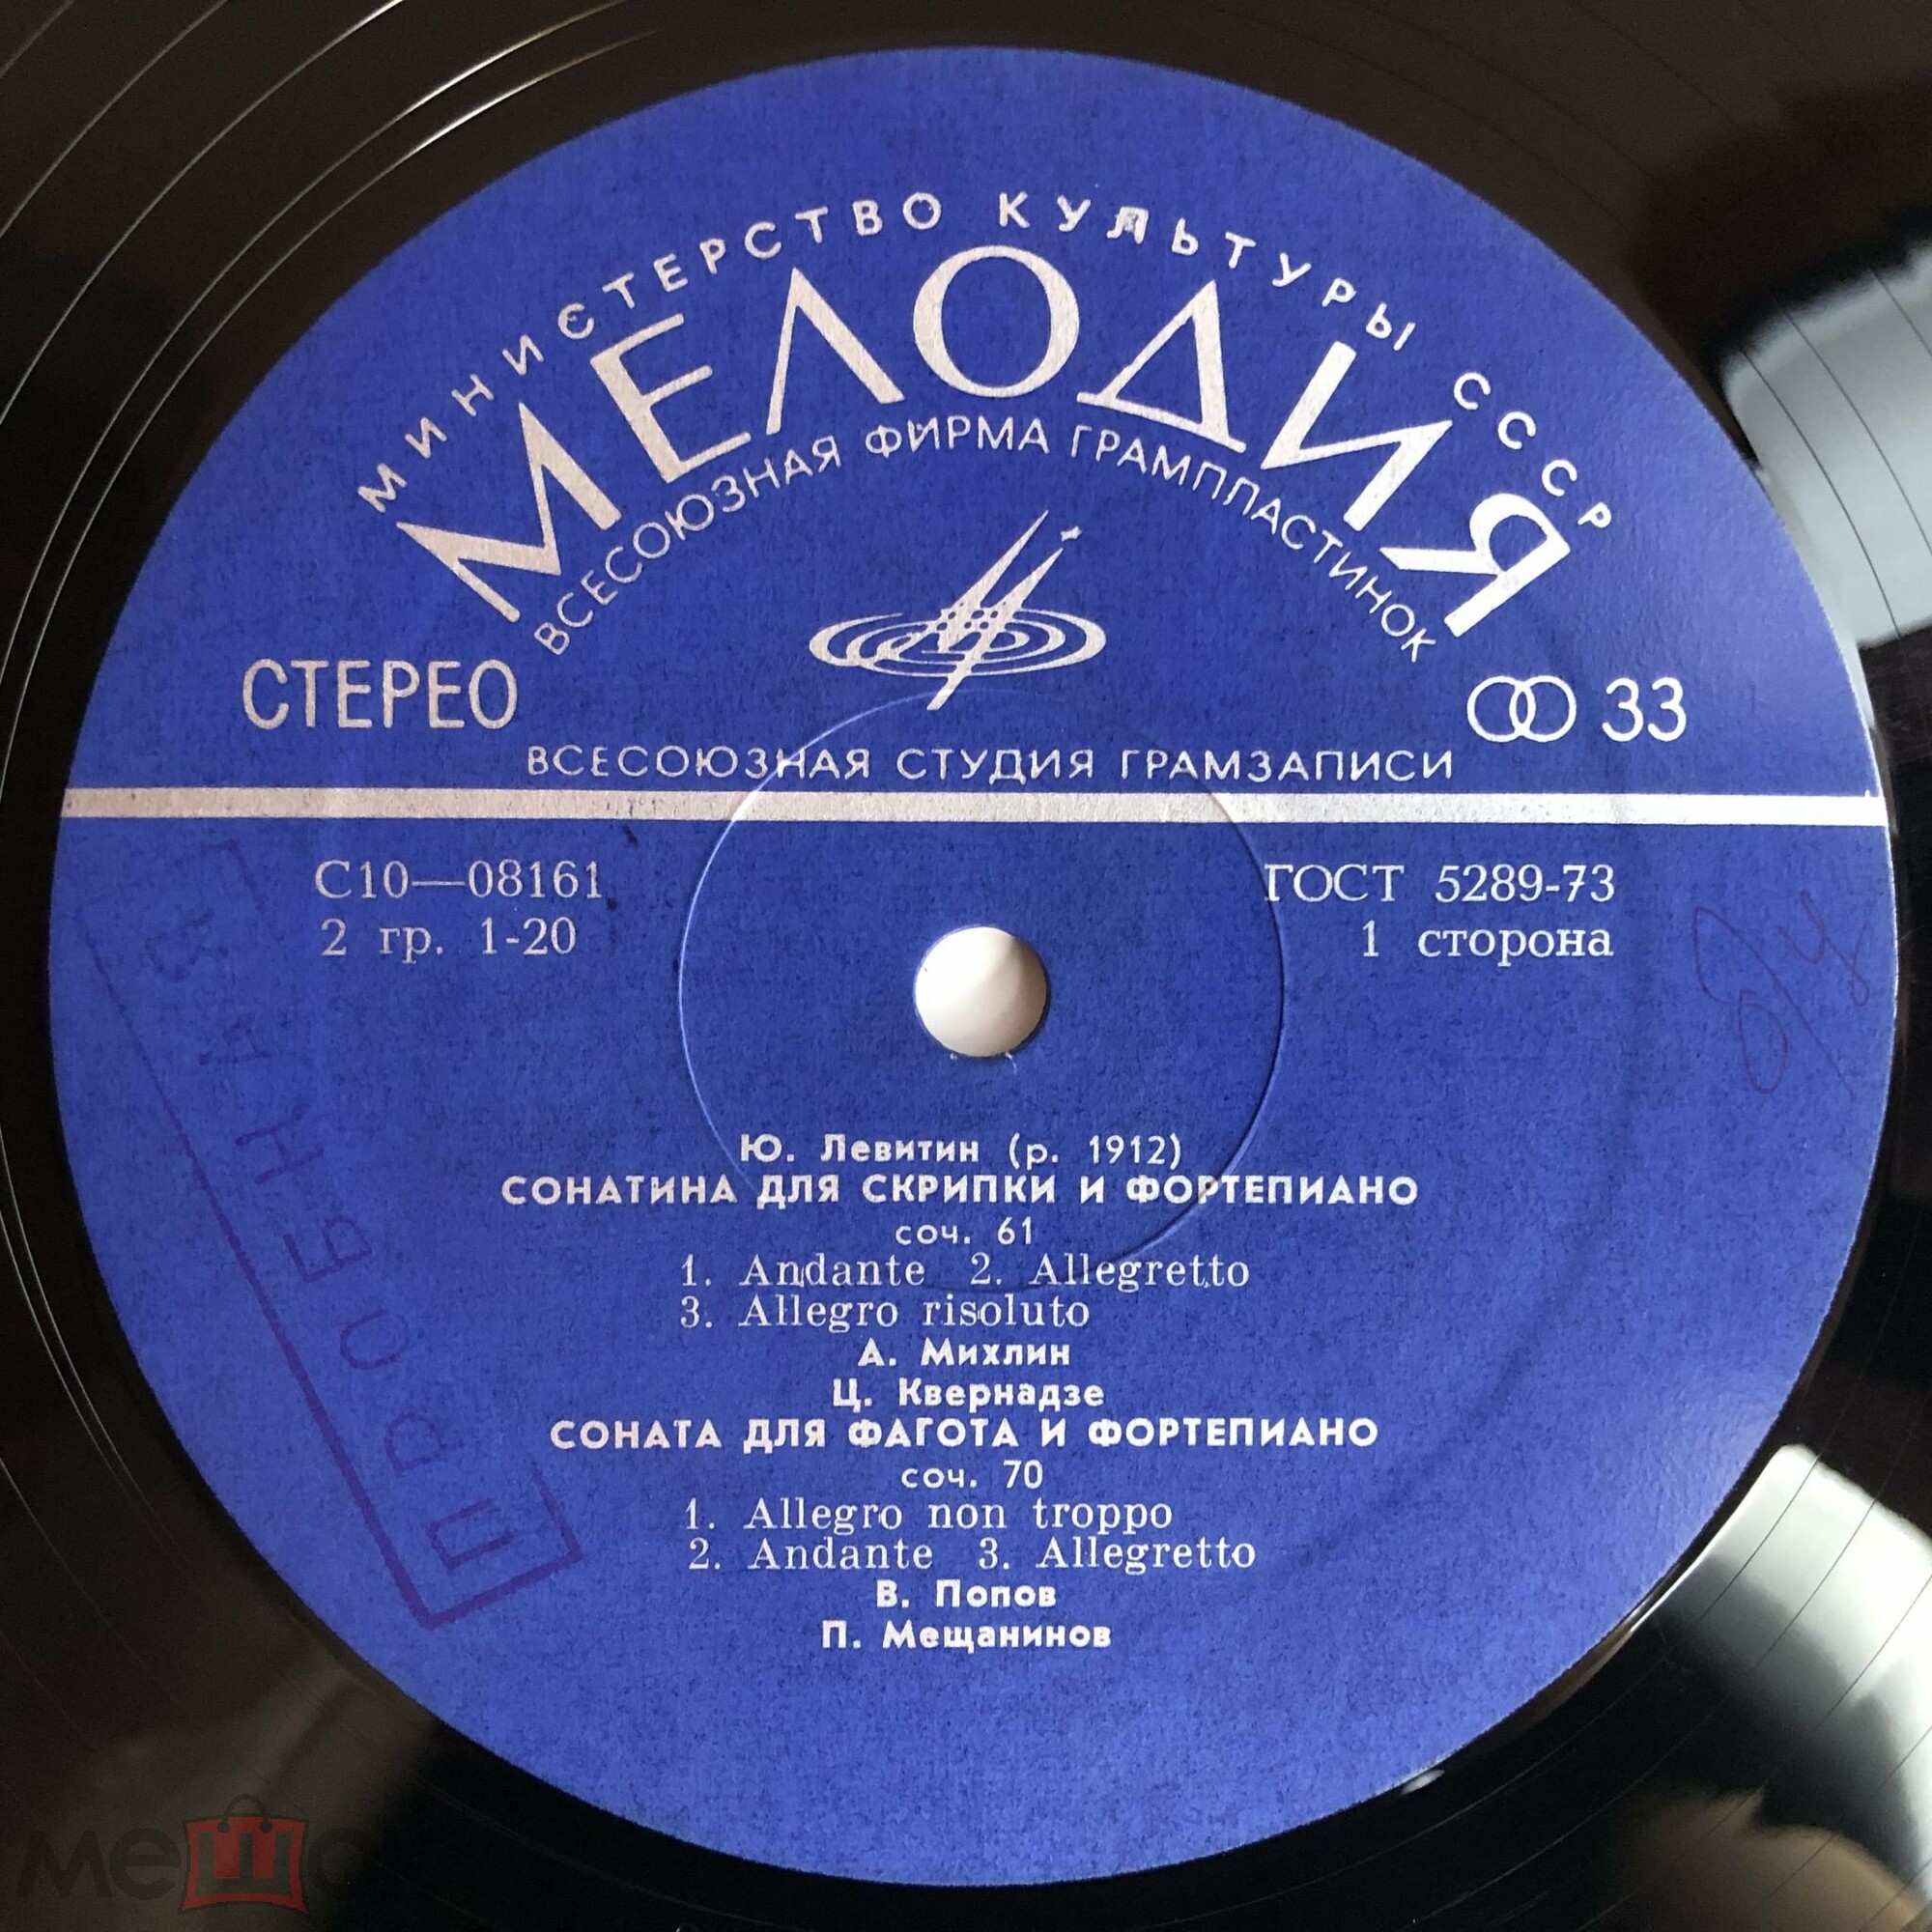 МИНИСТЕРСТВО КУЛЬТУРЫ СССР
МЕЛОДИЯ
ВСЕСОЮЗНАЯ ФИРМА ГРАМПЛАСТИНОК
СТЕРЕО
33
ВСЕСОЮЗНАЯ СТУДИЯ ГРАМЗАПИСИ
С10—08161
ГОСТ 5289-73
2 гр. 1-20
1 сторона
Ю. Левитин (р. 1912)
СОНАТИНА ДЛЯ СКРИПКИ И ФОРТЕПИАНО
соч. 61
1. Andante 2. Allegretto
3. Allegro risoluto
А. Михлин
Ц. Квернадзе
СОНАТА ДЛЯ ФАГОТА И ФОРТЕПИАНО
соч. 70
1. Allegro non troppo
2. Andante 3. Allegretto
В. Попов
П. Мещанинов
ПРОБНЫЙ